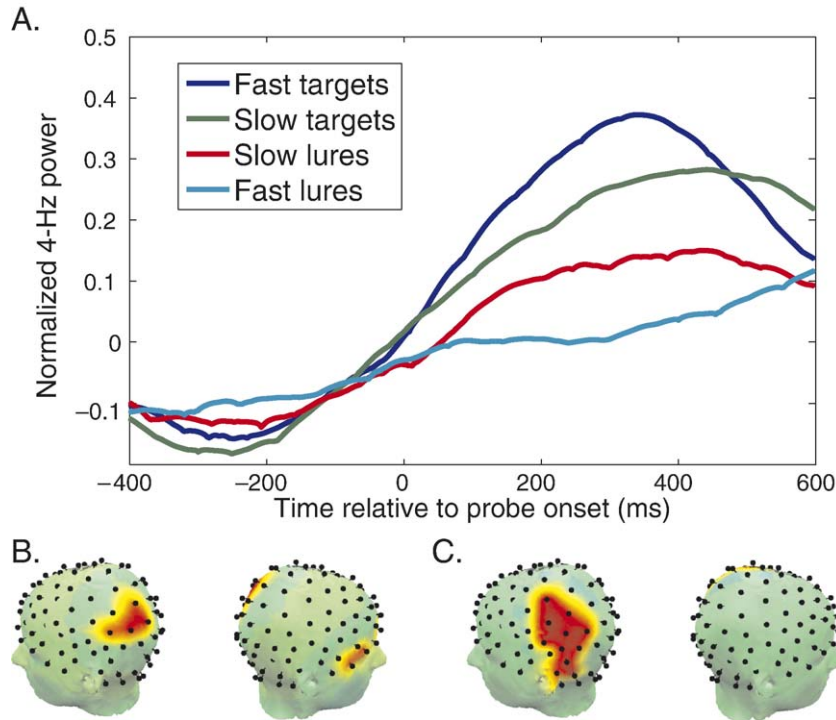 A.
0.5
0.4
0.3
0.2
0.1
0
−0.1
Normalized 4-Hz power
Fast targets
Slow targets
Slow lures
Fast lures
−400
−200
0
200
400
600
Time relative to probe onset (ms)
B.
C.